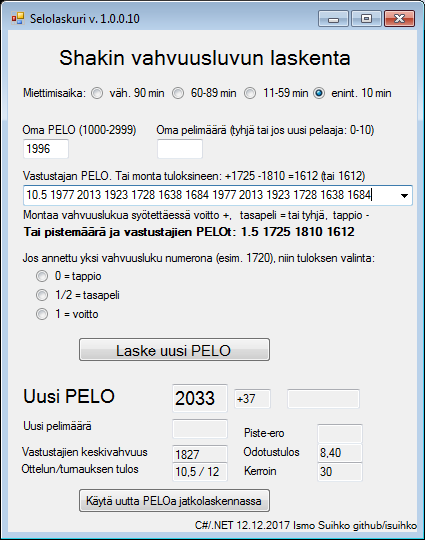 Selolaskuri v. 1.0.0.10
Shakin vahvuusluvun laskenta
Miettimisaika: väh. 90 min 60-89 min 11-59 min enint. 10 min
Oma PELO (1000-2999) Oma pelimäärä (tyhjä tai jos uusi pelaaja: 0-10)
1996
Vastustajan PELO. Tai monta tuloksineen: +1725 -1810 =1612 (tai 1612)
10.5 1977 2013 1923 1728 1638 1684 1977 2013 1923 1728 1638 1684
Montaa vahvuuslukua syötettäessä voitto +, tasapeli = tai tyhjä, tappio -
Tai pistemäärä ja vastustajien PELOt: 1.5 1725 1810 1612
Jos annettu yksi vahvuusluku numerona (esim. 1720), niin tuloksen valinta:
0 = tappio
1/2 = tasapeli
1 = voitto
Laske uusi PELO
Uusi PELO 2033 +37
Uusi pelimäärä
Piste-ero
Vastustajien keskivahvuus 1827 Odotustulos 8,40
Ottelun/turnauksen tulos 10,5 / 12 Kerroin 30
Käytä uutta PELOa jatkolaskennassa
C#/.NET 12.12.2017 Ismo Suihko github/isuihko